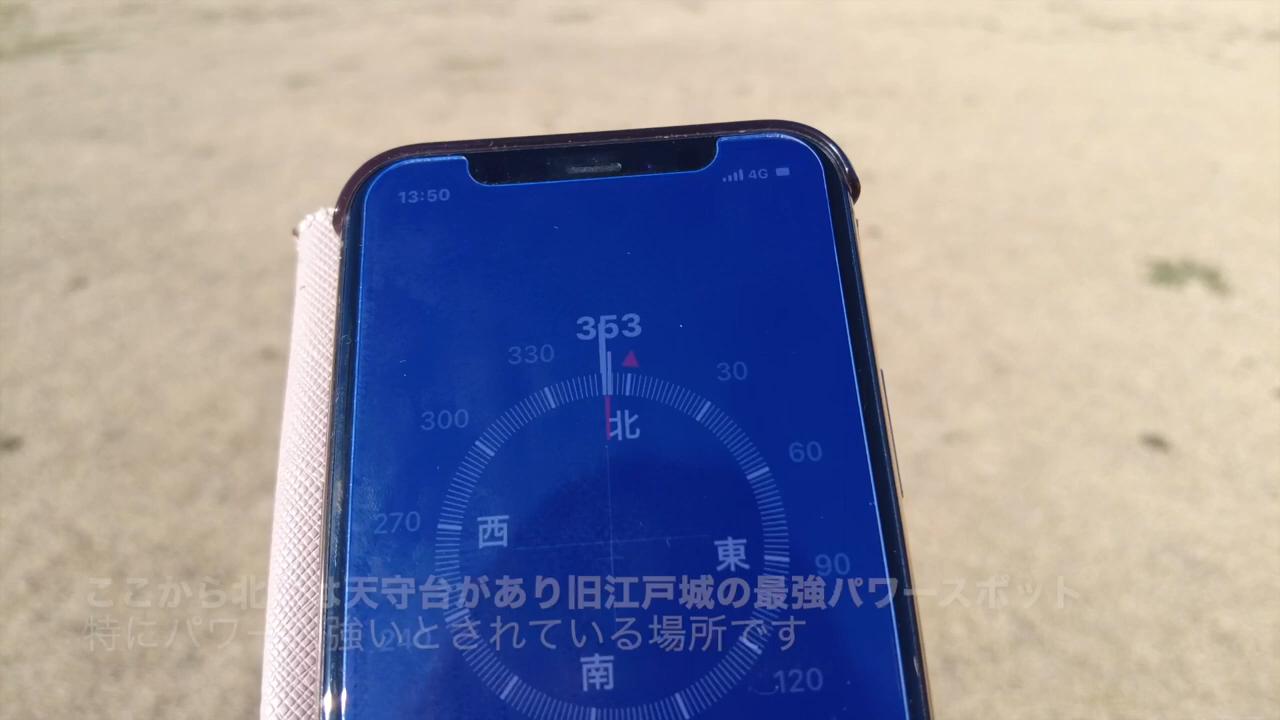 13:50
4G
353
330
30
北
300
60
270
西
東
90
ここから北には天守台があり旧江戸城の最強パワースポット
特にパワーが強いとされている場所です
南
120